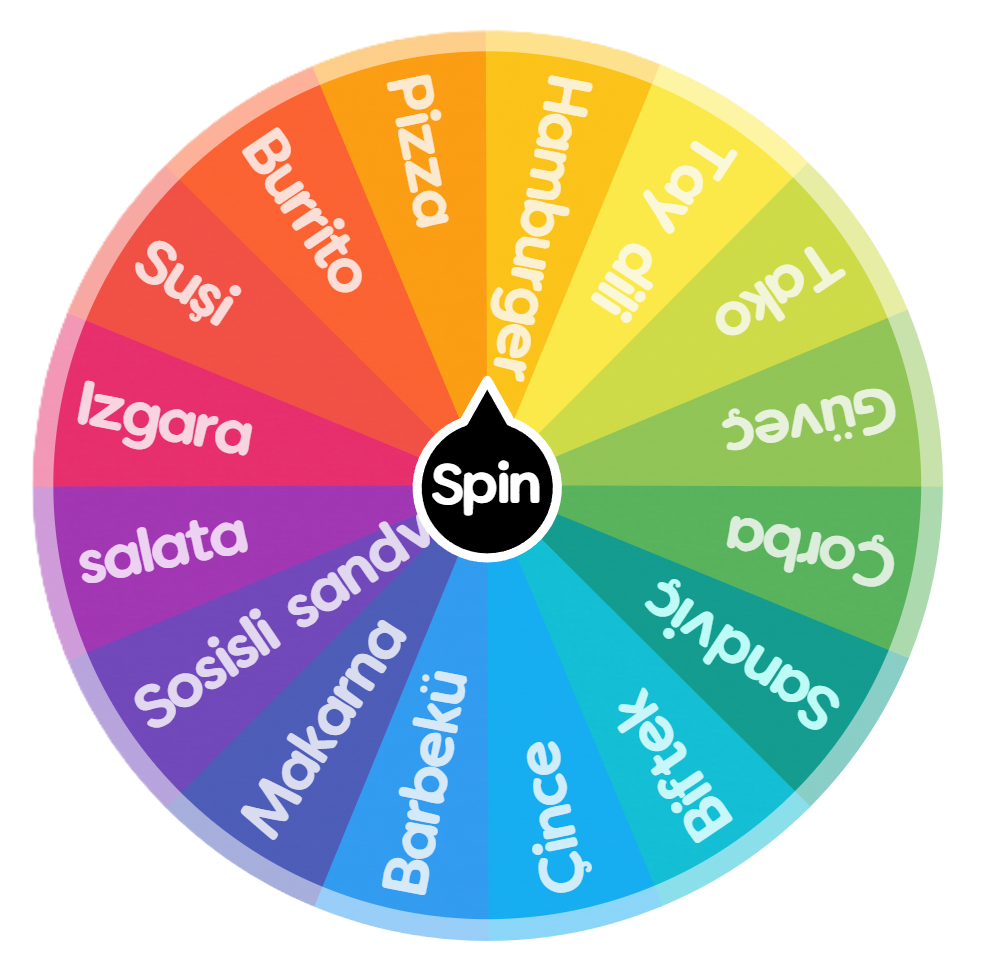 Hamburger
Tay dili
Tako
Güveç
Çorba
Sandviç
Biftek
Çince
Barbekü
Makarna
Sosisli sandv
salata
Izgara
Suşi
Burrito
Pizza
Spin